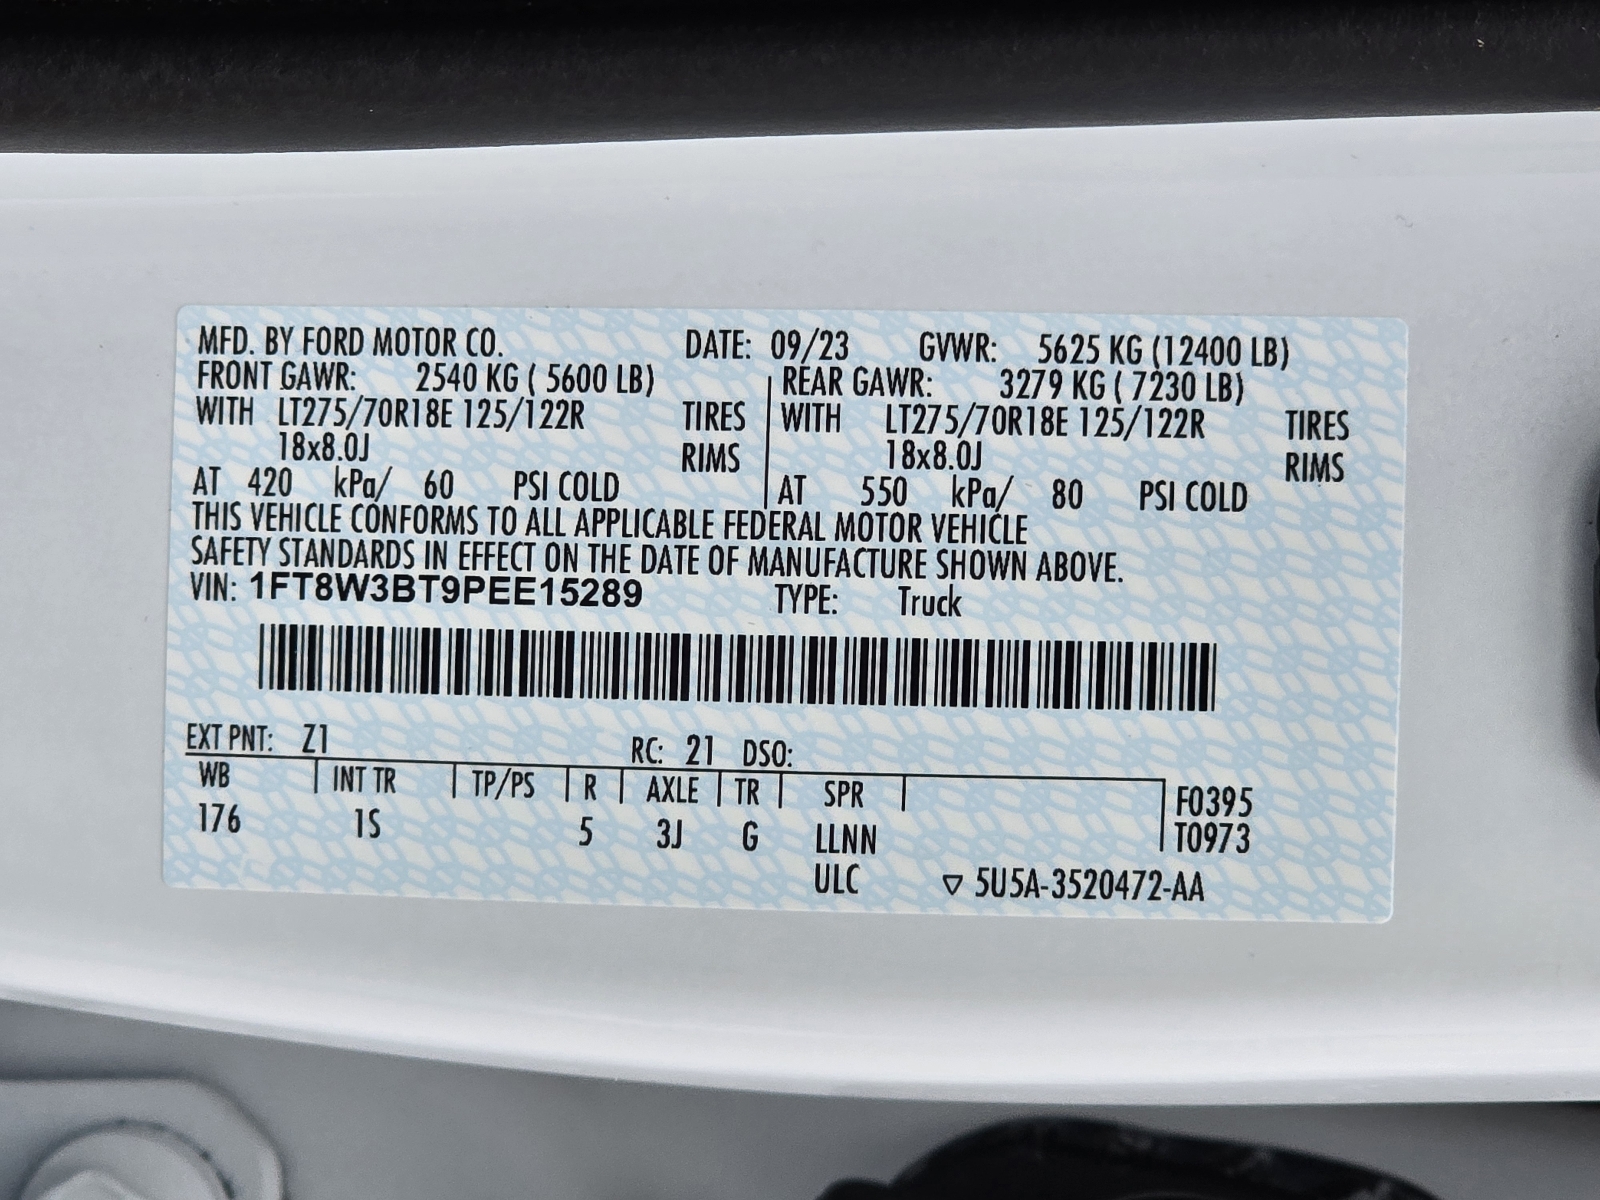 MFD. BY FORD MOTOR CO. DATE: 09/23 GVWR: 5625 KG (12400 LB)
FRONT GAWR: 2540 KG ( 5600 LB) REAR GAWR: 3279 KG ( 7230 LB)
WITH LT275/70R18E 125/122R TIRES WITH LT275/70R18E 125/122R TIRES
18x8.0J RIMS 18x8.0J RIMS
AT 420 kPa/ 60 PSI COLD AT 550 kPa/ 80 PSI COLD
THIS VEHICLE CONFORMS TO ALL APPLICABLE FEDERAL MOTOR VEHICLE
SAFETY STANDARDS IN EFFECT ON THE DATE OF MANUFACTURE SHOWN ABOVE.
VIN: 1FT8W3BT9PEE15289 TYPE: Truck
EXT PNT: Z1 RC: 21 DSO:
WB INT TR TP/PS R AXLE TR SPR F0395
176 1S 5 3J G LLNN T0973
ULC ▽ 5U5A-3520472-AA